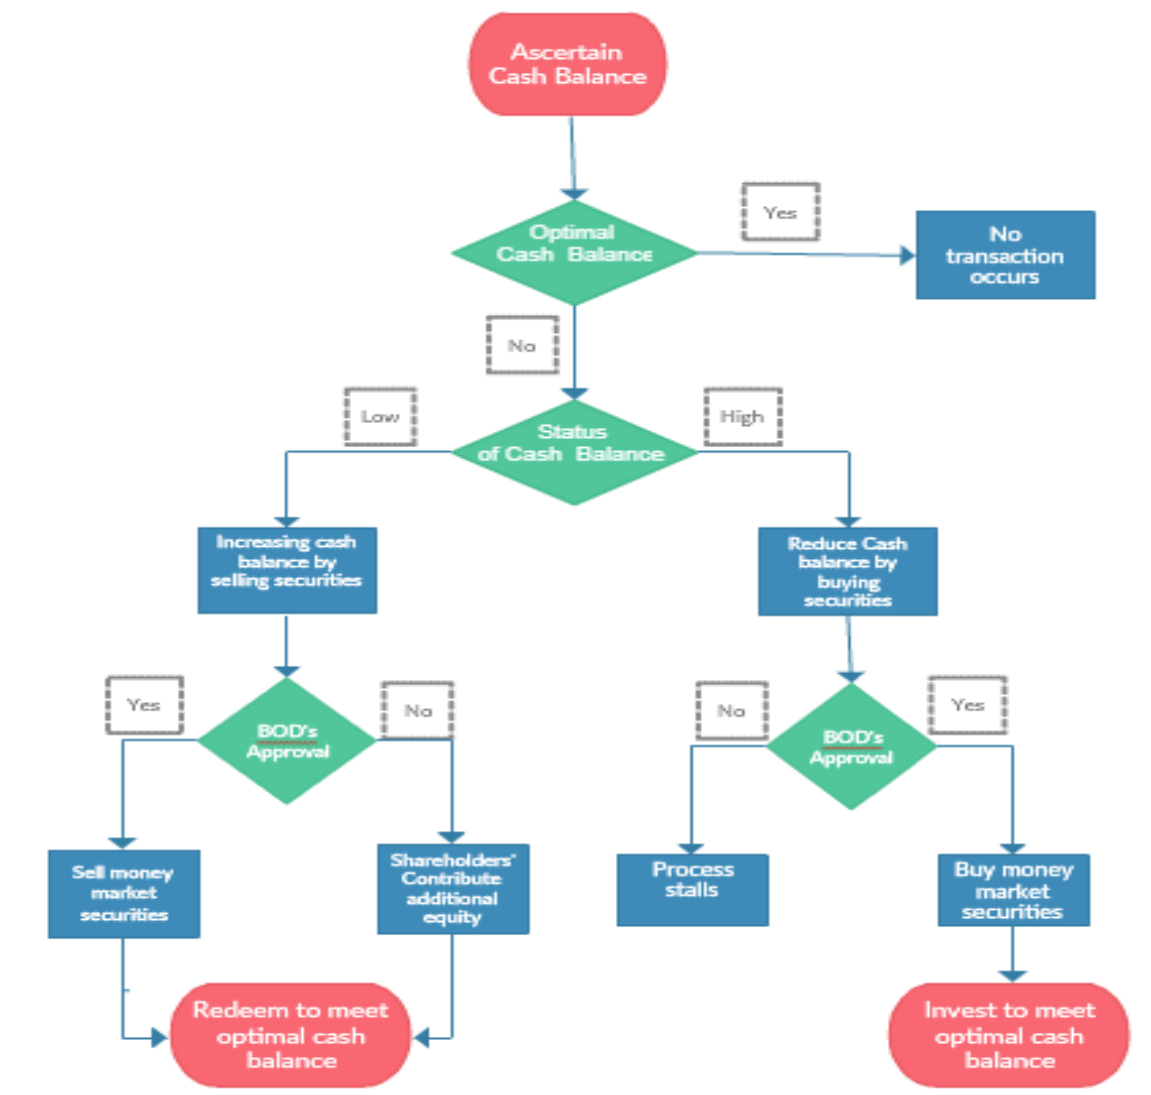 Ascertain
Cash Balance
Optimal
Cash Balance
Yes
No
transaction
occurs
No
Low
High
Status
of Cash Balance
Increasing cash
balance by
selling securities
Reduce Cash
balance by
buying
securities
Yes
No
BOD's
Approval
No
Yes
BOD's
Approval
Sell money
market
securities
Shareholders'
Contribute
additional
equity
Process
stalls
Buy money
market
securities
Redeem to meet
optimal cash
balance
Invest to meet
optimal cash
balance